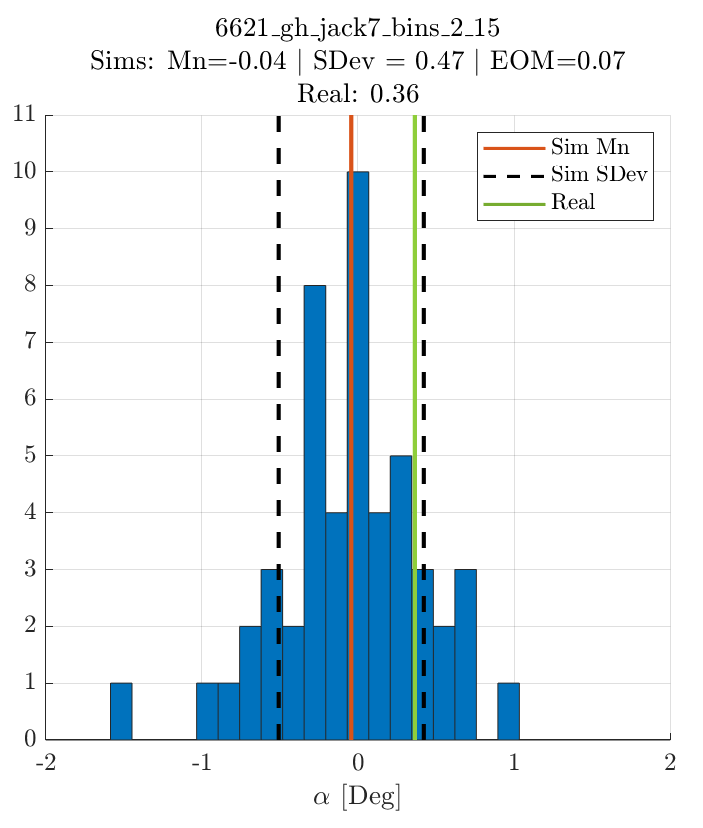 6621_gh_jack7_bins_2_15
Sims: Mn=-0.04 | SDev = 0.47 | EOM=0.07
Real: 0.36
11
10
9
8
7
6
5
4
3
2
1
0
Sim Mn
Sim SDev
Real
-2
-1
0
1
2
α [Deg]